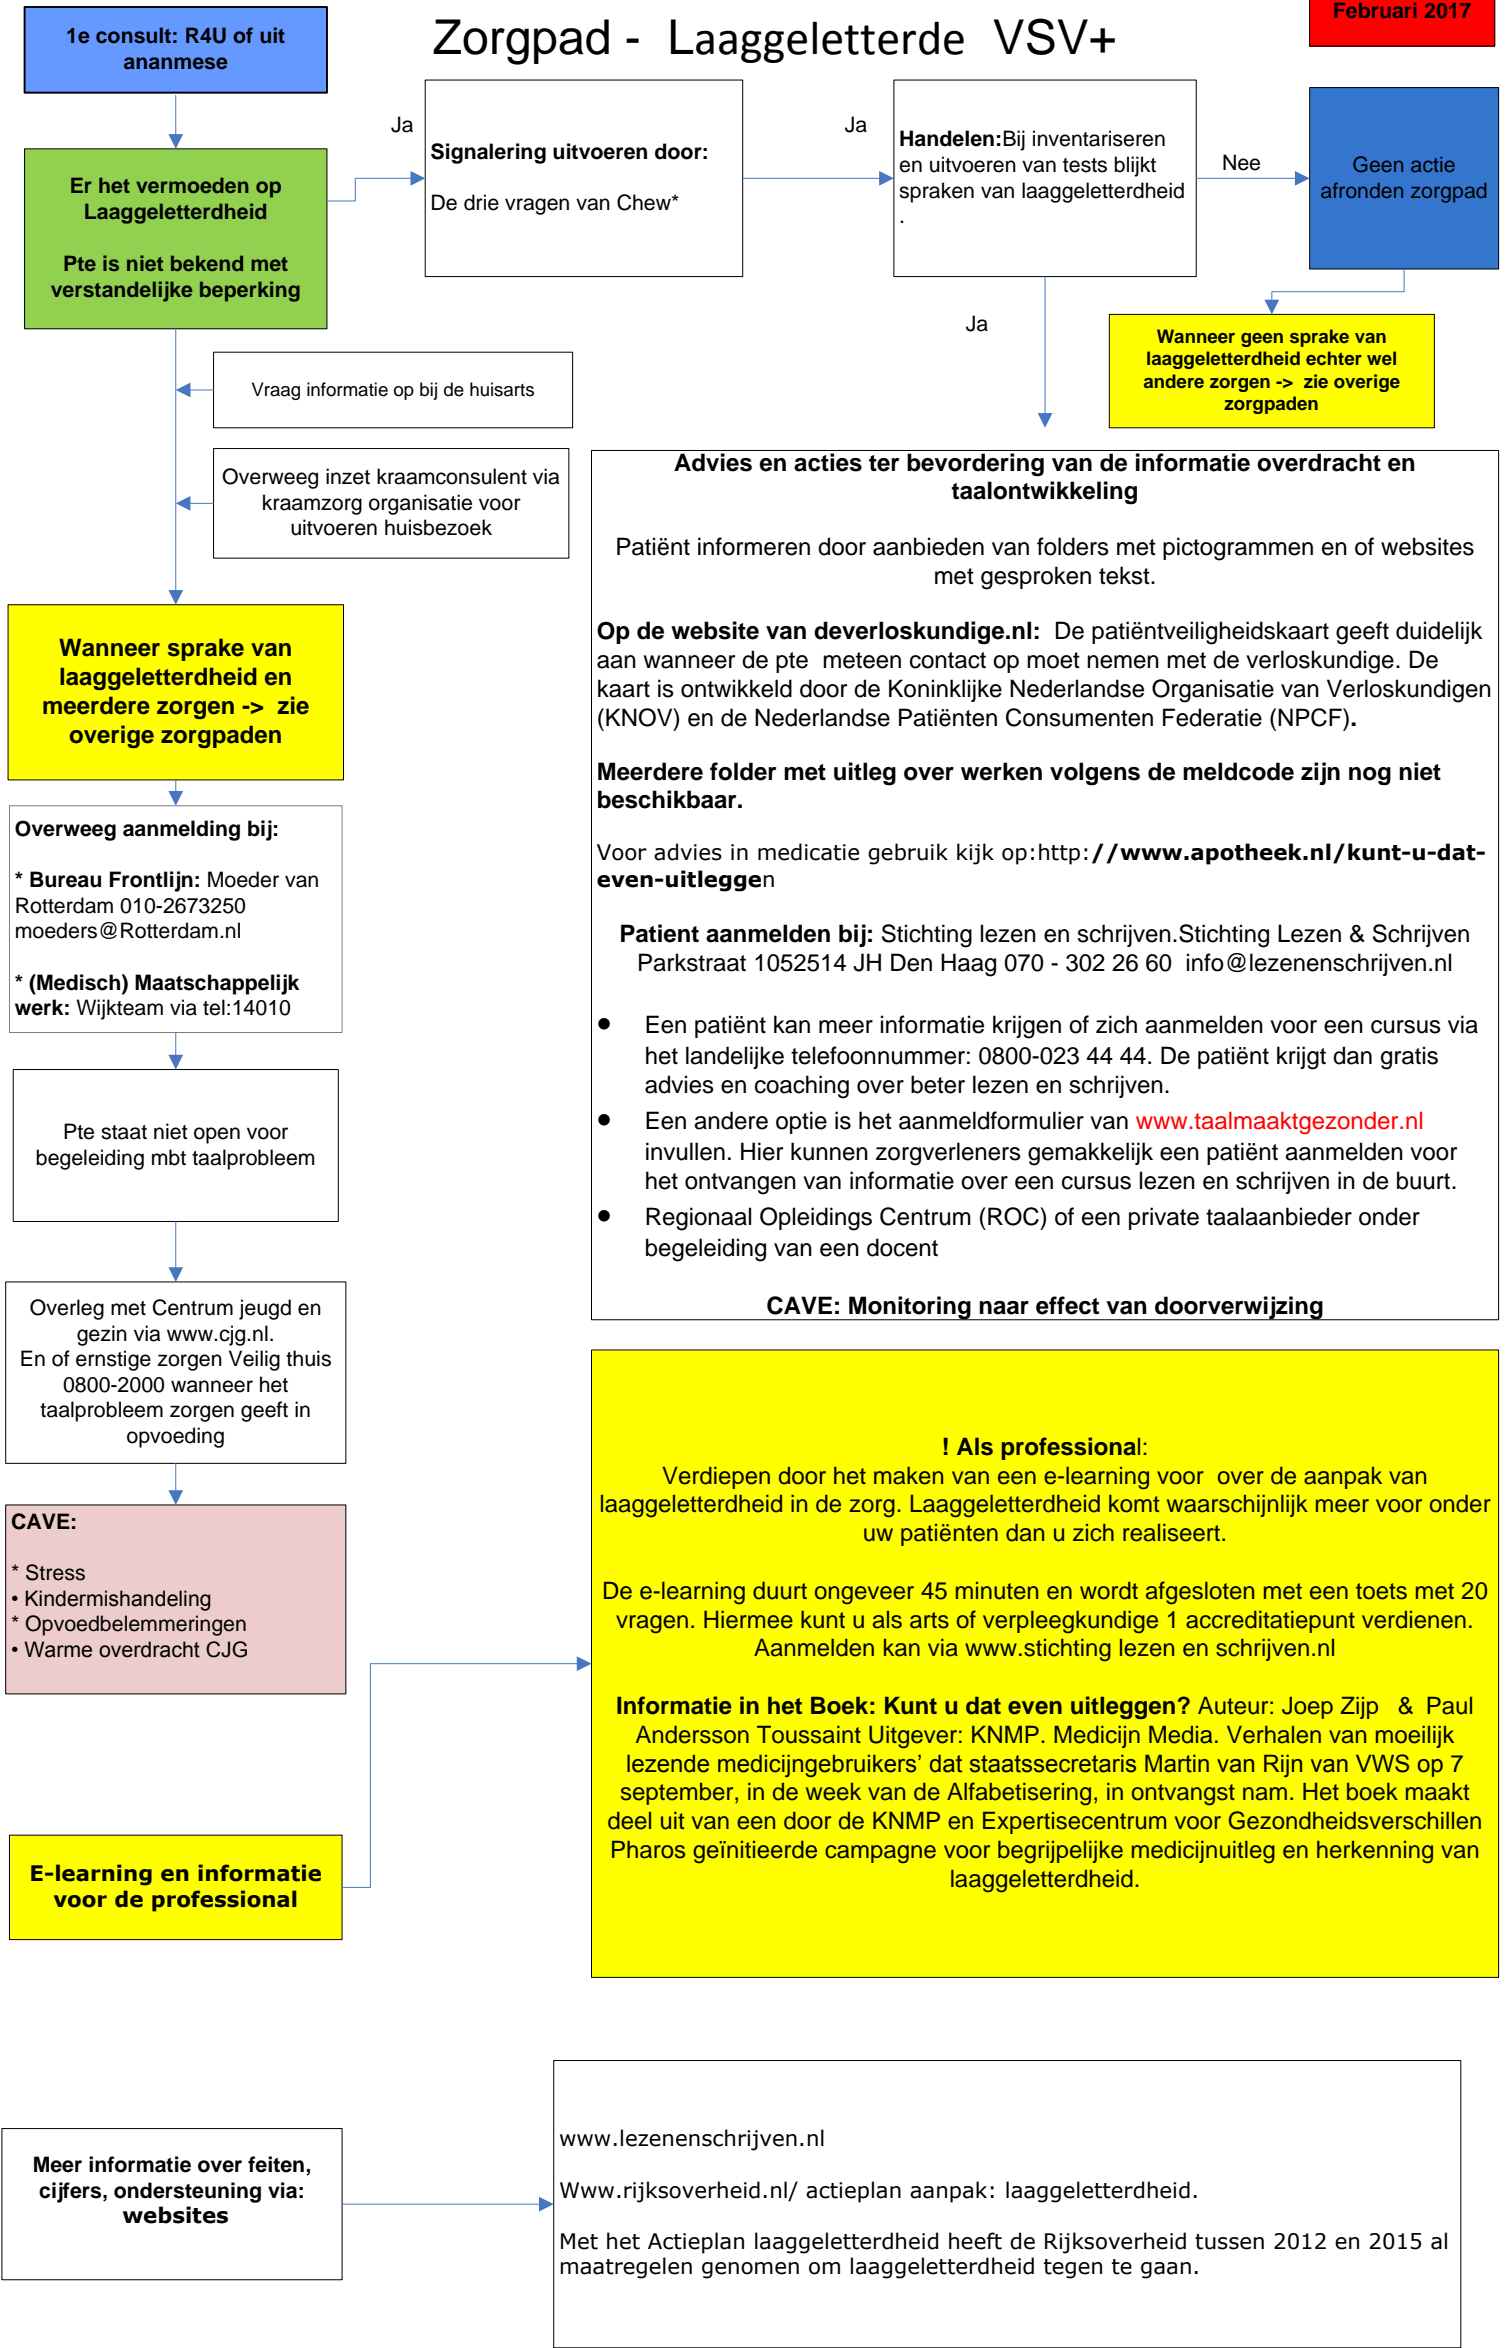 Februari 2017
Zorgpad - Laaggeletterde VSV+
1e consult: R4U of uit
ananmese
Er het vermoeden op
Laaggeletterdheid
Pte is niet bekend met
verstandelijke beperking
Ja
Signalering uitvoeren door:
De drie vragen van Chew*
Ja
Handelen:Bij inventariseren
en uitvoeren van tests blijkt
spraken van laaggeletterdheid
.
Nee
Geen actie
afronden zorgpad
Ja
Wanneer geen sprake van
laaggeletterdheid echter wel
andere zorgen -> zie overige
zorgpaden
Vraag informatie op bij de huisarts
Overweeg inzet kraamconsulent via
kraamzorg organisatie voor
uitvoeren huisbezoek
Wanneer sprake van
laaggeletterdheid en
meerdere zorgen -> zie
overige zorgpaden
Overweeg aanmelding bij:
* Bureau Frontlijn: Moeder van
Rotterdam 010-2673250
moeders@Rotterdam.nl
* (Medisch) Maatschappelijk
werk: Wijkteam via tel:14010
Pte staat niet open voor
begeleiding mbt taalprobleem
Overleg met Centrum jeugd en
gezin via www.cjg.nl.
En of ernstige zorgen Veilig thuis
0800-2000 wanneer het
taalprobleem zorgen geeft in
opvoeding
CAVE:
* Stress
• Kindermishandeling
* Opvoedbelemmeringen
• Warme overdracht CJG
Advies en acties ter bevordering van de informatie overdracht en
taalontwikkeling
Patiënt informeren door aanbieden van folders met pictogrammen en of websites
met gesproken tekst.
Op de website van deverloskundige.nl: De patiëntveiligheidskaart geeft duidelijk
aan wanneer de pte meteen contact op moet nemen met de verloskundige. De
kaart is ontwikkeld door de Koninklijke Nederlandse Organisatie van Verloskundigen
(KNOV) en de Nederlandse Patiënten Consumenten Federatie (NPCF).
Meerdere folder met uitleg over werken volgens de meldcode zijn nog niet
beschikbaar.
Voor advies in medicatie gebruik kijk op:http://www.apotheek.nl/kunt-u-dat-
even-uitleggen
Patient aanmelden bij: Stichting lezen en schrijven.Stichting Lezen & Schrijven
Parkstraat 1052514 JH Den Haag 070 - 302 26 60 info@lezenenschrijven.nl
• Een patiënt kan meer informatie krijgen of zich aanmelden voor een cursus via
het landelijke telefoonnummer: 0800-023 44 44. De patiënt krijgt dan gratis
advies en coaching over beter lezen en schrijven.
• Een andere optie is het aanmeldformulier van www.taalmaaktgezonder.nl
invullen. Hier kunnen zorgverleners gemakkelijk een patiënt aanmelden voor
het ontvangen van informatie over een cursus lezen en schrijven in de buurt.
• Regionaal Opleidings Centrum (ROC) of een private taalaanbieder onder
begeleiding van een docent
CAVE: Monitoring naar effect van doorverwijzing
E-learning en informatie
voor de professional
! Als professional:
Verdiepen door het maken van een e-learning voor over de aanpak van
laaggeletterdheid in de zorg. Laaggeletterdheid komt waarschijnlijk meer voor onder
uw patiënten dan u zich realiseert.
De e-learning duurt ongeveer 45 minuten en wordt afgesloten met een toets met 20
vragen. Hiermee kunt u als arts of verpleegkundige 1 accreditatiepunt verdienen.
Aanmelden kan via www.stichting lezen en schrijven.nl
Informatie in het Boek: Kunt u dat even uitleggen? Auteur: Joep Zijp & Paul
Andersson Toussaint Uitgever: KNMP. Medicijn Media. Verhalen van moeilijk
lezende medicijngebruikers’ dat staatssecretaris Martin van Rijn van VWS op 7
september, in de week van de Alfabetisering, in ontvangst nam. Het boek maakt
deel uit van een door de KNMP en Expertisecentrum voor Gezondheidsverschillen
Pharos geïnitieerde campagne voor begrijpelijke medicijnuitleg en herkenning van
laaggeletterdheid.
Meer informatie over feiten,
cijfers, ondersteuning via:
websites
www.lezenenschrijven.nl
Www.rijksoverheid.nl/ actieplan aanpak: laaggeletterdheid.
Met het Actieplan laaggeletterdheid heeft de Rijksoverheid tussen 2012 en 2015 al
maatregelen genomen om laaggeletterdheid tegen te gaan.